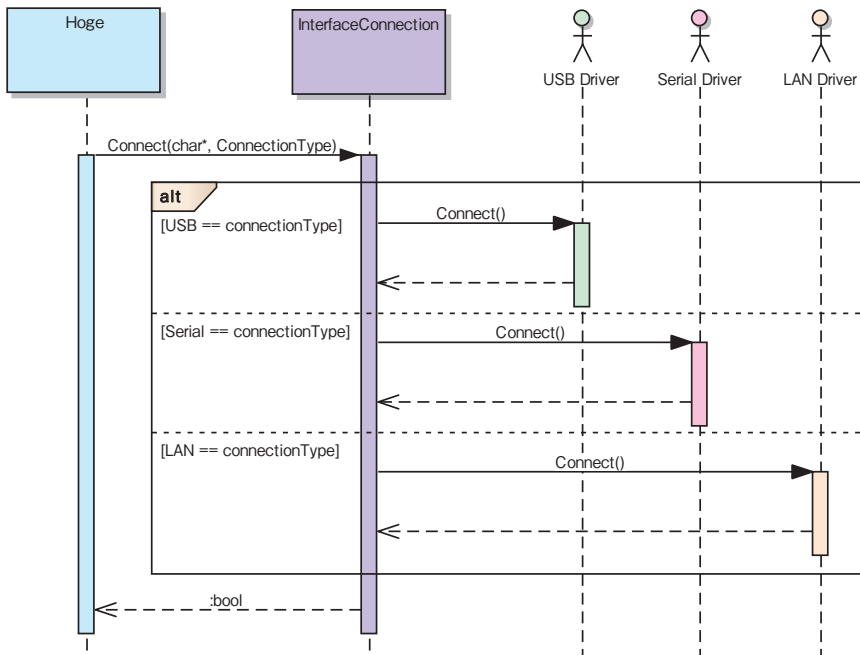 Hoge
InterfaceConnection
USB Driver
Serial Driver
LAN Driver
Connect(char*, ConnectionType)
alt
[USB == connectionType]
Connect()
[Serial == connectionType]
Connect()
[LAN == connectionType]
Connect()
:bool